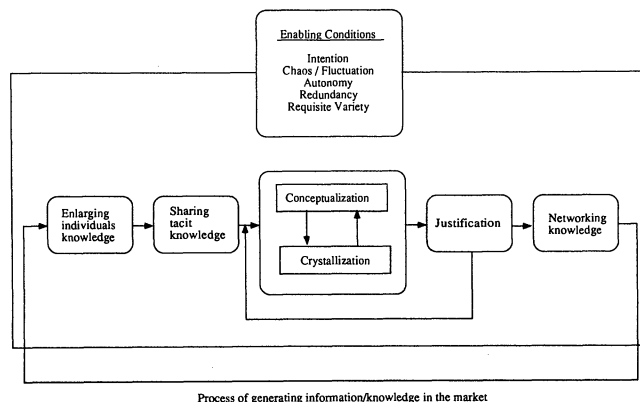 Enabling Conditions
Intention
Chaos / Fluctuation
Autonomy
Redundancy
Requisite Variety
Enlarging
individuals
knowledge
Sharing
tacit
knowledge
Conceptualization
Crystallization
Justification
Networking
knowledge
Process of generating information/knowledge in the market